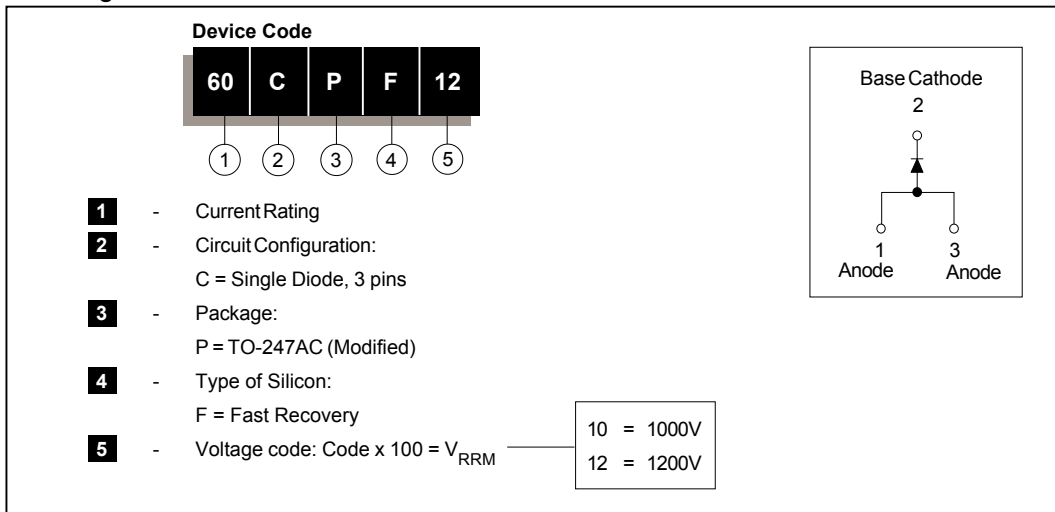 Device Code
60 C P F 12
1 2 3 4 5
1 - Current Rating
2 - Circuit Configuration:
C = Single Diode, 3 pins
3 - Package:
P = TO-247AC (Modified)
4 - Type of Silicon:
F = Fast Recovery
5 - Voltage code: Code x 100 = VRRM
10 = 1000V
12 = 1200V
Base Cathode
2
1 3
Anode Anode